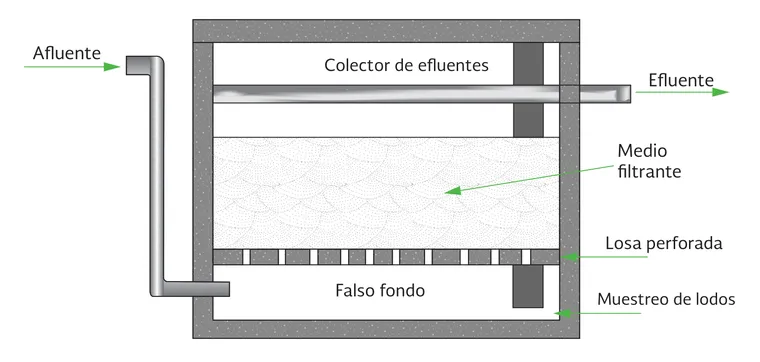 Afluente
Colector de efluentes
Efluente
Medio
filtrante
Losa perforada
Falso fondo
Muestreo de lodos